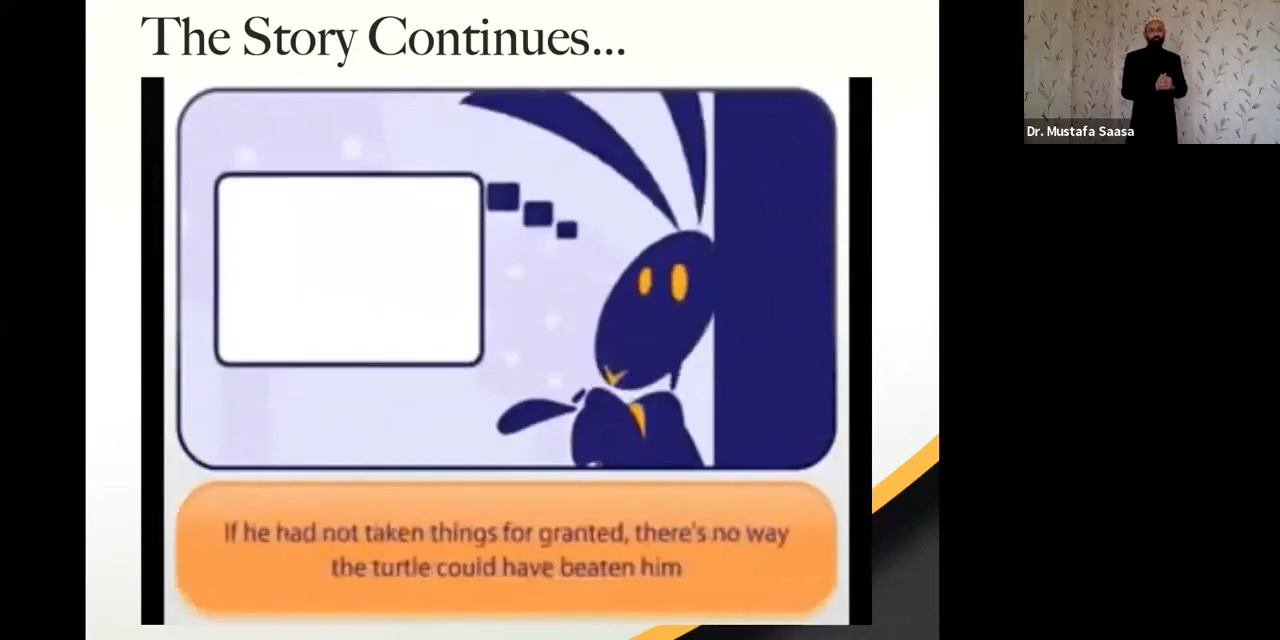 The Story Continues...
Dr. Mustafa Saasa
If he had not taken things for granted, there's no way
the turtle could have beaten him